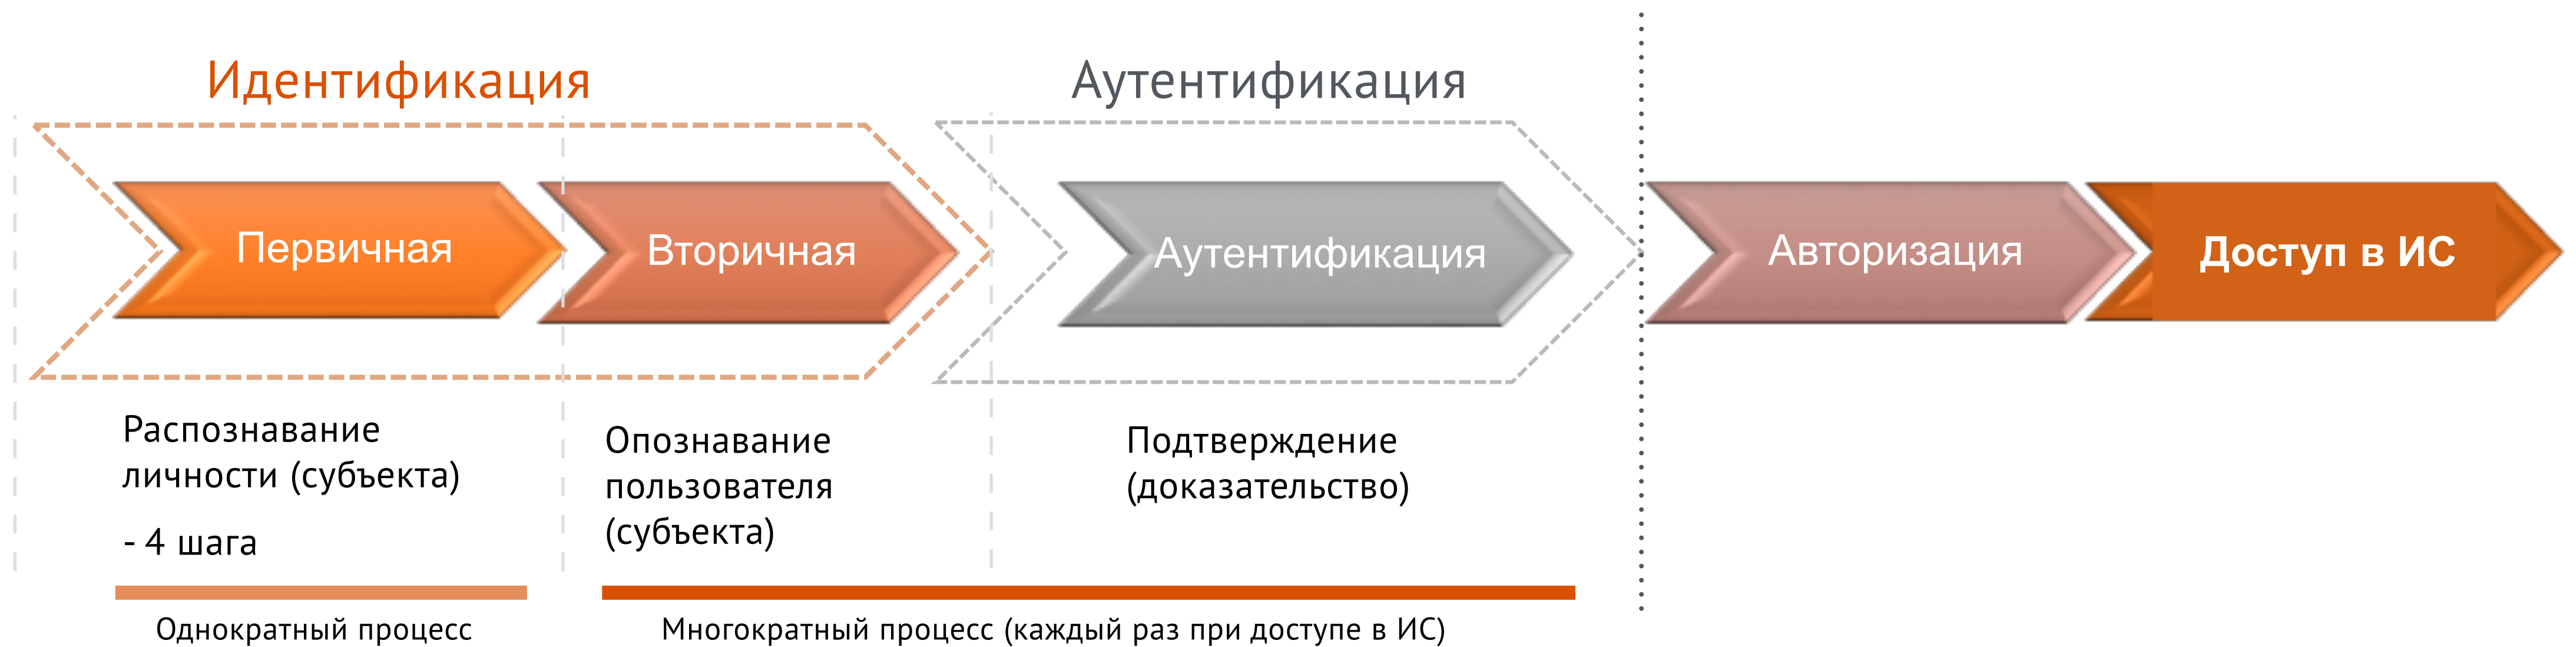 Идентификация
Аутентификация
Первичная
Вторичная
Аутентификация
Авторизация
Доступ в ИС
Распознавание
личности (субъекта)
- 4 шага
Опознавание
пользователя
(субъекта)
Подтверждение
(доказательство)
Однократный процесс
Многократный процесс (каждый раз при доступе в ИС)